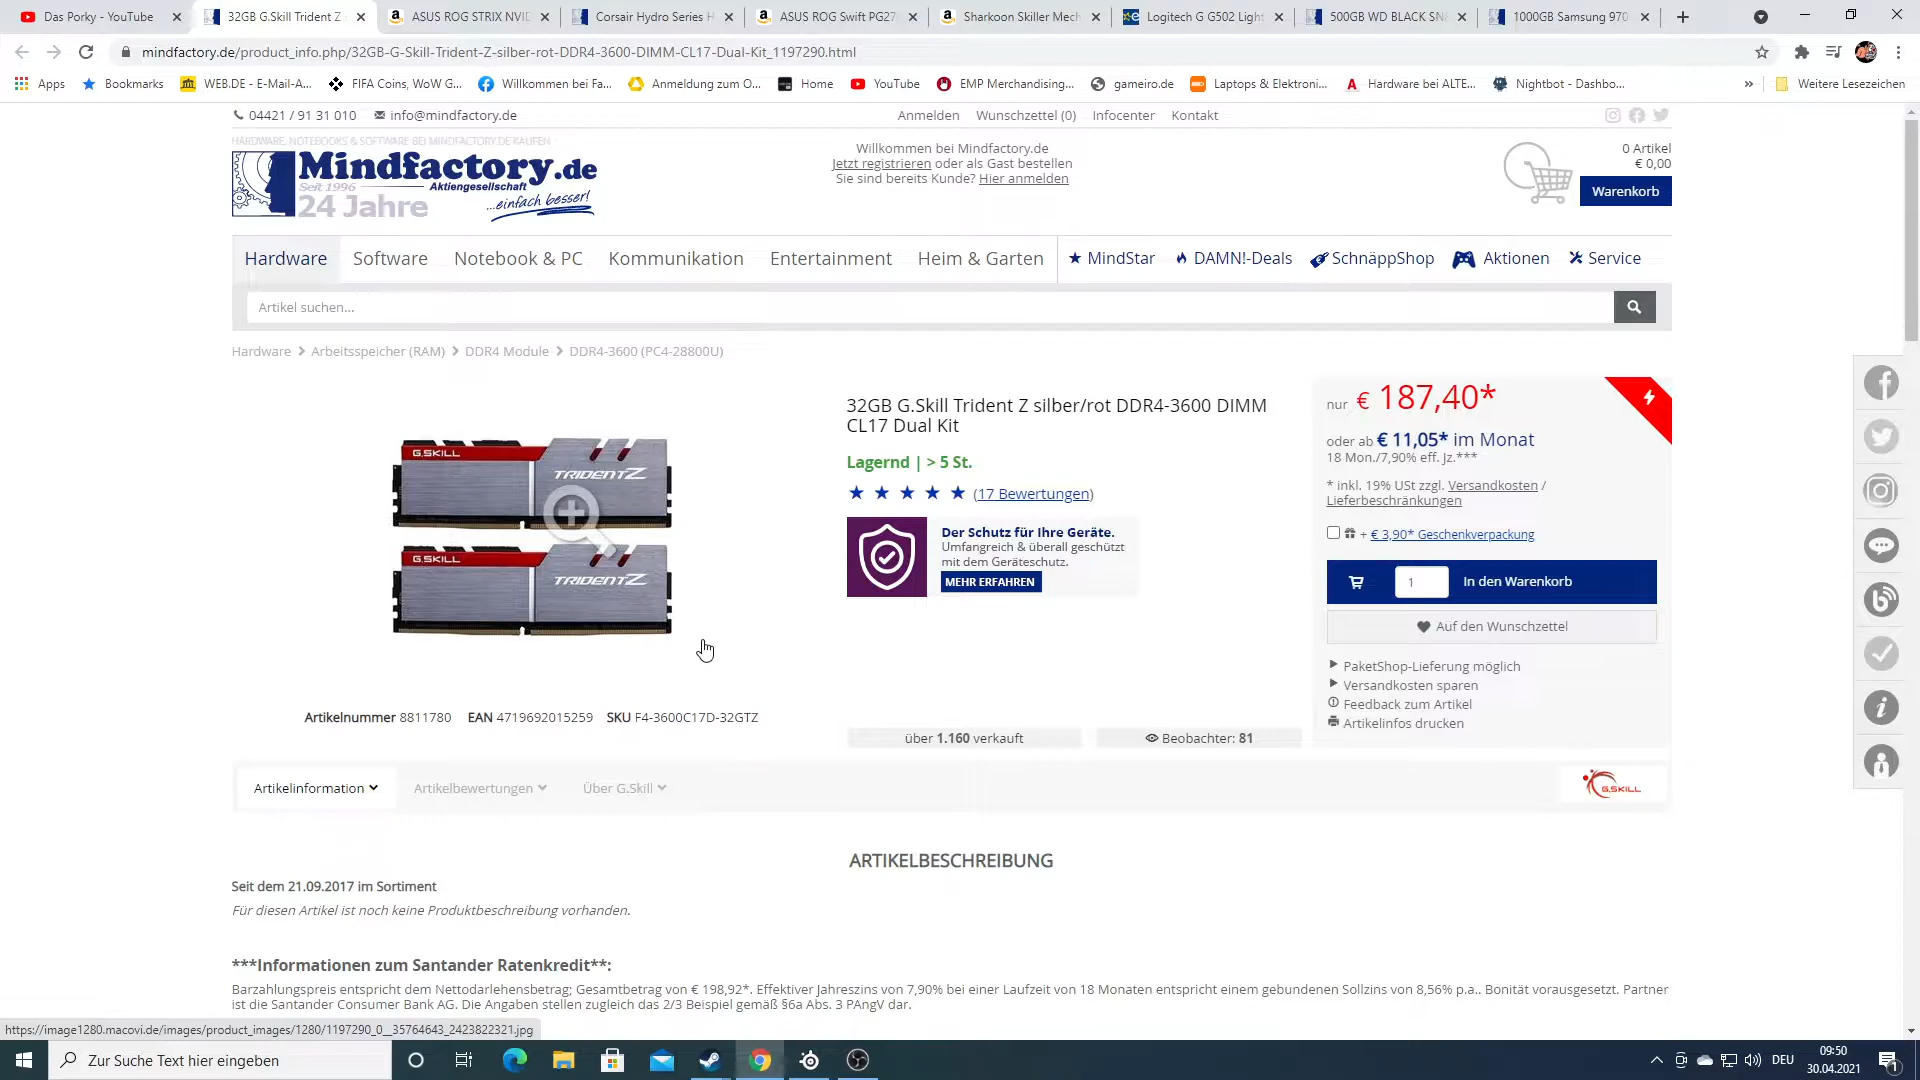 Das Porky - YouTube
32GB G.Skill Trident Z
ASUS ROG STRIX NVID
Corsair Hydro Series H
ASUS ROG Swift PG27
Sharkoon Skiller Mech
Logitech G G502 Light
500GB WD BLACK SN
1000GB Samsung 970
mindfactory.de/product_info.php/32GB-G-Skill-Trident-Z-silber-rot-DDR4-3600-DIMM-CL17-Dual-Kit_1197290.html
Apps
Bookmarks
WEB.DE - E-Mail-A...
FIFA Coins, WoW G...
Willkommen bei Fa...
Anmeldung zum O...
Home
YouTube
EMP Merchandising...
gameiro.de
Laptops & Elektroni...
Hardware bei ALTE...
Nightbot - Dashbo...
»
Weitere Lesezeichen
04421 / 91 31 010
info@mindfactory.de
Anmelden
Wunschzettel (0)
Infocenter
Kontakt
HARDWARE, NOTEBOOKS & SOFTWARE BEI MINDFACTORY.DE KAUFEN
Mindfactory.de
Seit 1996
Aktiengesellschaft
24 Jahre
...einfach besser!
Willkommen bei Mindfactory.de
Jetzt registrieren oder als Gast bestellen
Sie sind bereits Kunde? Hier anmelden
0 Artikel
€ 0,00
Warenkorb
Hardware
Software
Notebook & PC
Kommunikation
Entertainment
Heim & Garten
MindStar
DAMN!-Deals
SchnäppShop
Aktionen
Service
Artikel suchen...
Hardware > Arbeitsspeicher (RAM) > DDR4 Module > DDR4-3600 (PC4-28800U)
G.SKILL
TRIDENTZ
G.SKILL
TRIDENTZ
32GB G.Skill Trident Z silber/rot DDR4-3600 DIMM
CL17 Dual Kit
Lagernd | > 5 St.
(17 Bewertungen)
Der Schutz für Ihre Geräte.
Umfangreich & überall geschützt
mit dem Geräteschutz.
MEHR ERFAHREN
nur € 187,40*
oder ab € 11,05* im Monat
18 Mon./7,90% eff. Jz.***
* inkl. 19% USt zzgl. Versandkosten /
Lieferbeschränkungen
+ € 3,90* Geschenkverpackung
1
In den Warenkorb
Auf den Wunschzettel
PaketShop-Lieferung möglich
Versandkosten sparen
Feedback zum Artikel
Artikelinfos drucken
Artikelnummer 8811780 EAN 4719692015259 SKU F4-3600C17D-32GTZ
über 1.160 verkauft
Beobachter: 81
Artikelinformation
Artikelbewertungen
Über G.Skill
G.SKILL
ARTIKELBESCHREIBUNG
Seit dem 21.09.2017 im Sortiment
Für diesen Artikel ist noch keine Produktbeschreibung vorhanden.
***Informationen zum Santander Ratenkredit**:
Barzahlungspreis entspricht dem Nettodarlehensbetrag; Gesamtbetrag von € 198,92*. Effektiver Jahreszins von 7,90% bei einer Laufzeit von 18 Monaten entspricht einem gebundenen Sollzins von 8,56% p.a.. Bonität vorausgesetzt. Partner
ist die Santander Consumer Bank AG. Die Angaben stellen zugleich das 2/3 Beispiel gemäß §6a Abs. 3 PAngV dar.
https://image1280.macovi.de/images/product_images/1280/1197290_0__35764643_2423822321.jpg
Zur Suche Text hier eingeben
DEU
09:50
30.04.2021
1